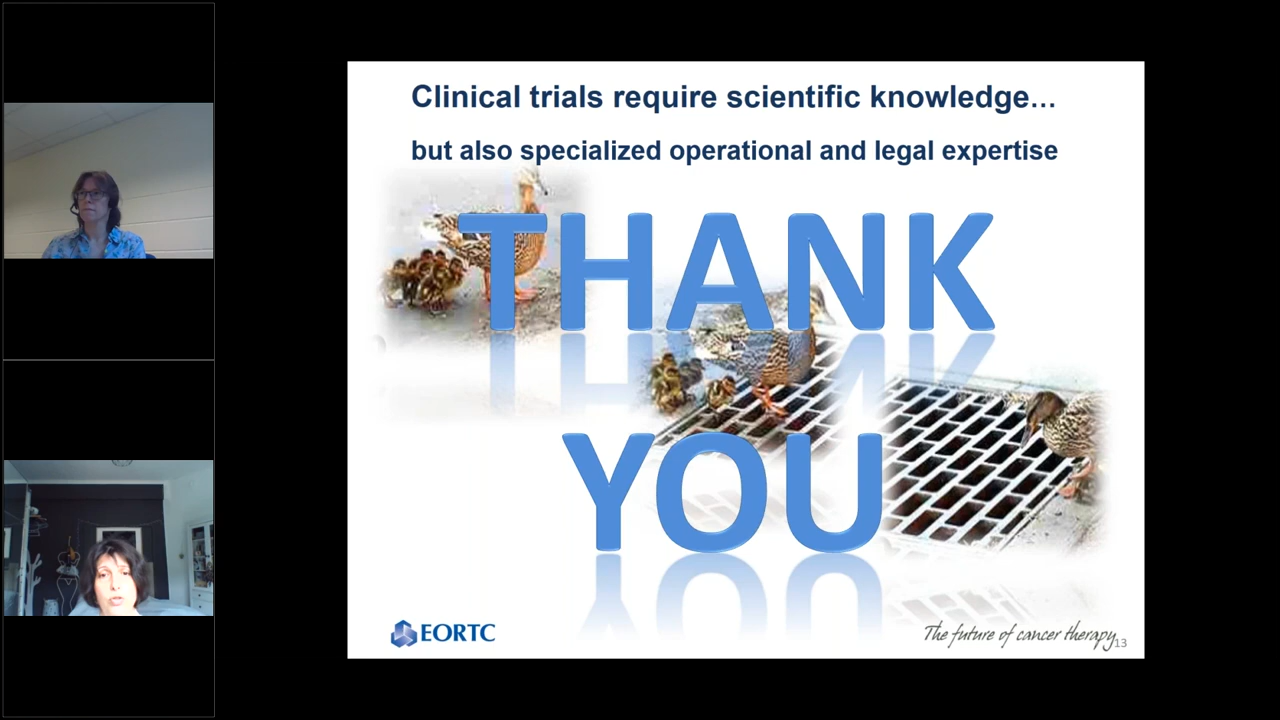 Clinical trials require scientific knowledge...
but also specialized operational and legal expertise
THANK
YOU
EORTC
The future of cancer therapy
13